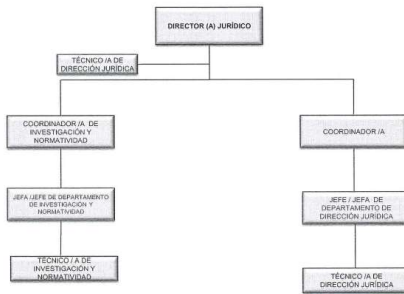 DIRECTOR (A) JURÍDICO
TÉCNICO /A DE
DIRECCIÓN JURÍDICA
COORDINADOR /A DE
INVESTIGACIÓN Y
NORMATIVIDAD
COORDINADOR /A
JEFA /JEFE DE DEPARTAMENTO
DE INVESTIGACIÓN Y
NORMATIVIDAD
JEFE / JEFA DE
DEPARTAMENTO DE
DIRECCIÓN JURÍDICA
TÉCNICO / A DE
INVESTIGACIÓN Y
NORMATIVIDAD
TÉCNICO /A DE
DIRECCIÓN JURÍDICA